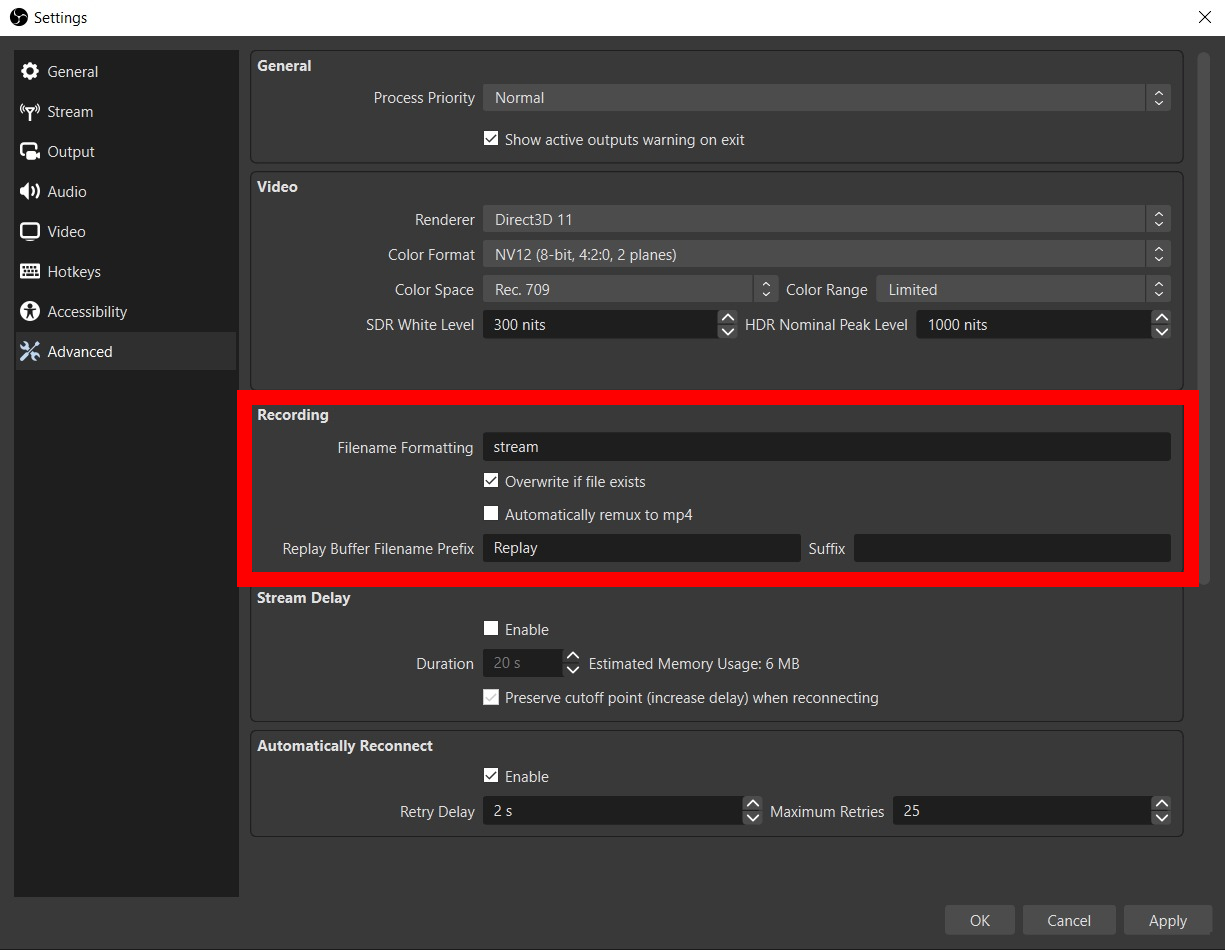 Settings
General
Stream
Output
Audio
Video
Hotkeys
Accessibility
Advanced
General
Process Priority Normal
Show active outputs warning on exit
Video
Renderer Direct3D 11
Color Format NV12 (8-bit, 4:2:0, 2 planes)
Color Space Rec. 709 Color Range Limited
SDR White Level 300 nits HDR Nominal Peak Level 1000 nits
Recording
Filename Formatting stream
Overwrite if file exists
Automatically remux to mp4
Replay Buffer Filename Prefix Replay Suffix
Stream Delay
Enable
Duration 20 s Estimated Memory Usage: 6 MB
Preserve cutoff point (increase delay) when reconnecting
Automatically Reconnect
Enable
Retry Delay 2 s Maximum Retries 25
OK Cancel Apply